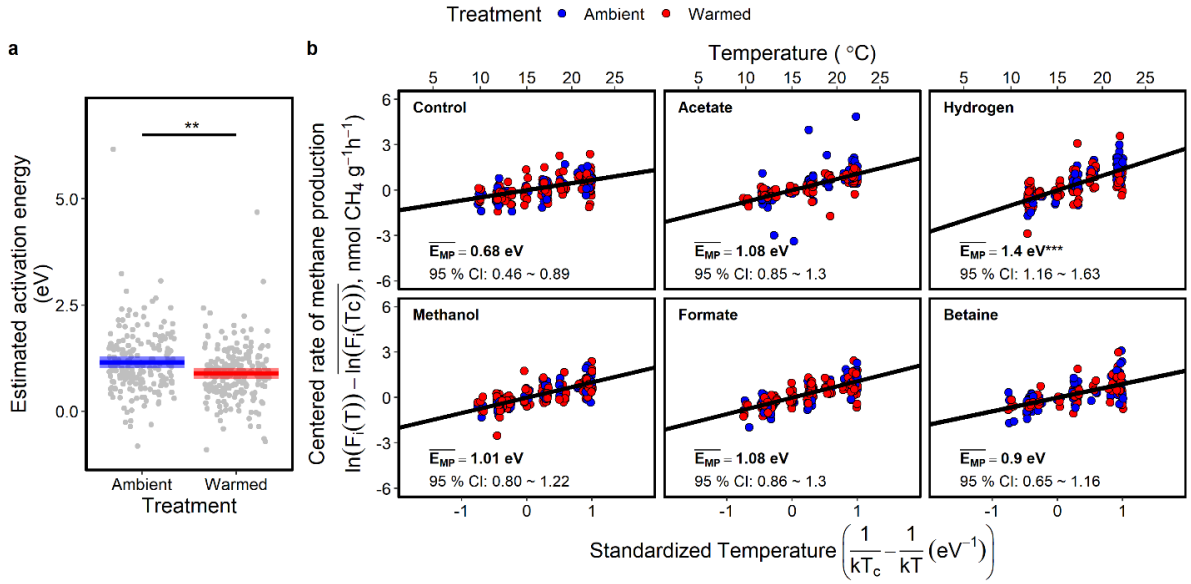 Treatment Ambient Warmed
a
**
5.0
2.5
0.0
Estimated activation energy
(eV)
Ambient Warmed
Treatment
b
Temperature ( °C)
5 10 15 20 25 5 10 15 20 25 5 10 15 20 25
Centered rate of methane production
ln(Fᵢ(T)) − ln(Fᵢ(Tc)), nmol CH₄ g⁻¹h⁻¹)
6
3
0
-3
-6
Control
E̅M̅P̅ = 0.68 eV
95 % CI: 0.46 ~ 0.89
Acetate
E̅M̅P̅ = 1.08 eV
95 % CI: 0.85 ~ 1.3
Hydrogen
E̅M̅P̅ = 1.4 eV***
95 % CI: 1.16 ~ 1.63
6
3
0
-3
-6
Methanol
E̅M̅P̅ = 1.01 eV
95 % CI: 0.80 ~ 1.22
Formate
E̅M̅P̅ = 1.08 eV
95 % CI: 0.86 ~ 1.3
Betaine
E̅M̅P̅ = 0.9 eV
95 % CI: 0.65 ~ 1.16
-1 0 1 -1 0 1 -1 0 1
Standardized Temperature (1/kTc − 1/kT (eV⁻¹))